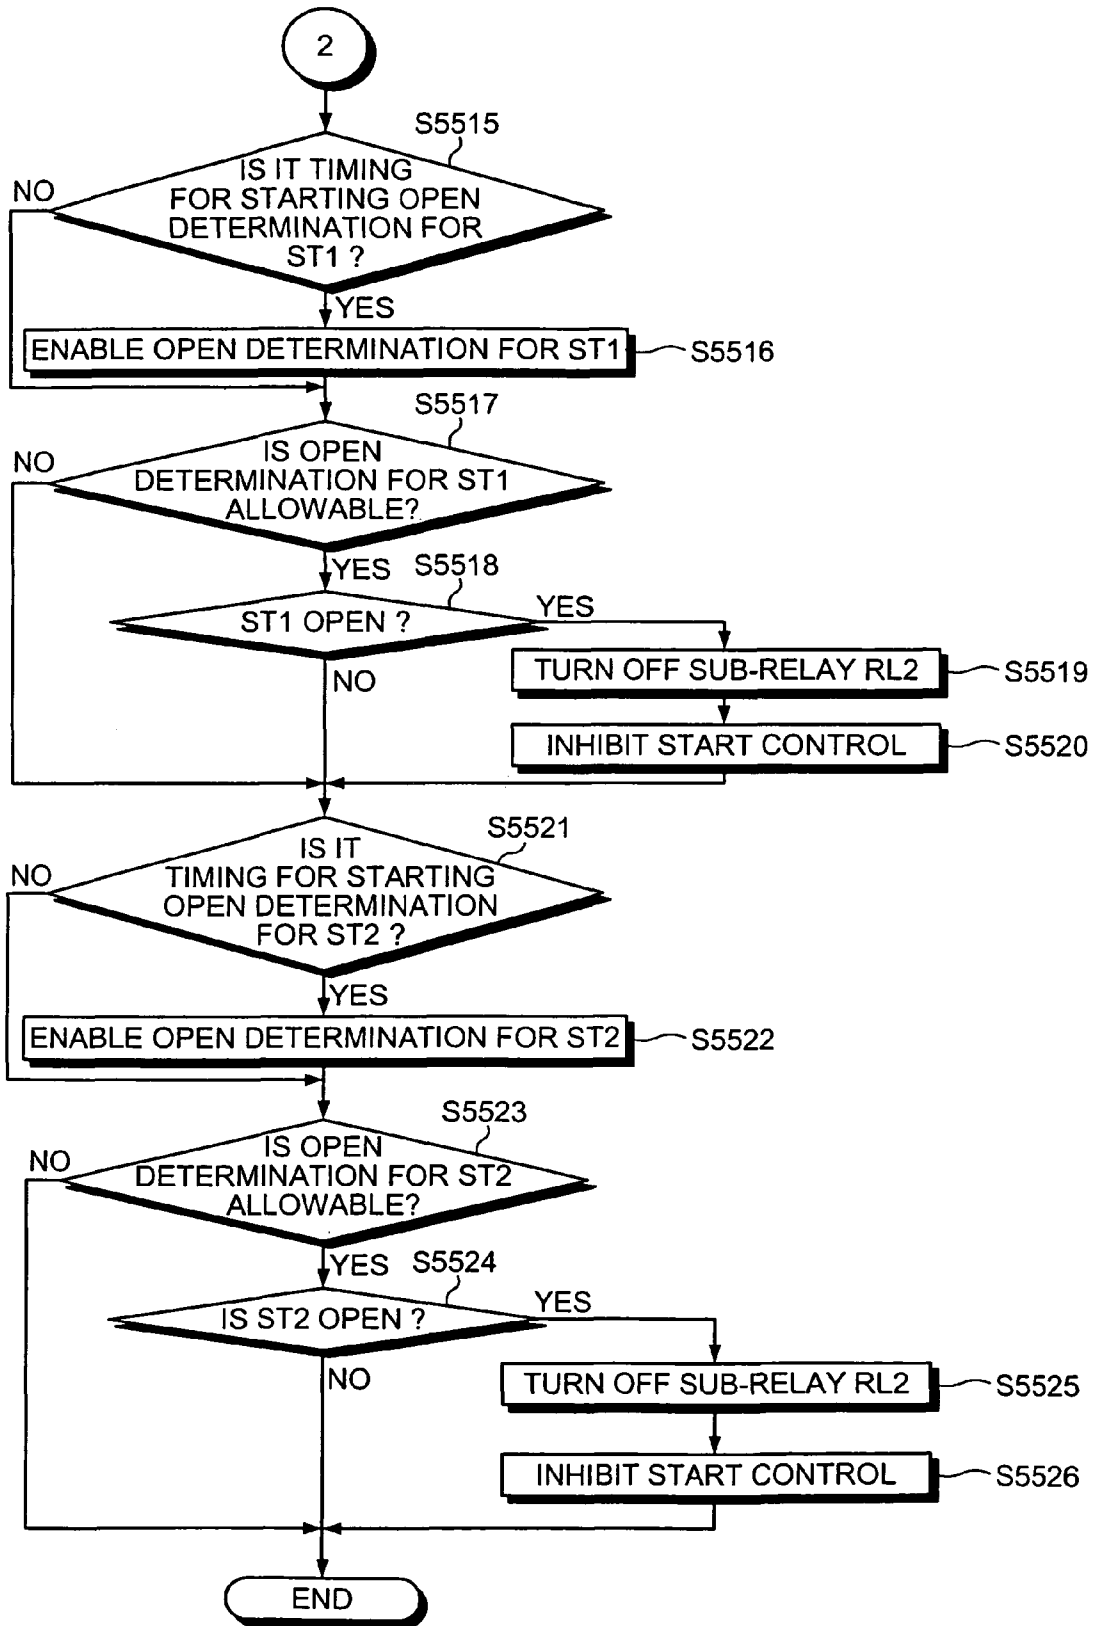 2
S5515
IS IT TIMING
FOR STARTING OPEN
DETERMINATION FOR
ST1 ?
NO
YES
ENABLE OPEN DETERMINATION FOR ST1
S5516
S5517
IS OPEN
DETERMINATION FOR ST1
ALLOWABLE?
NO
YES
S5518
ST1 OPEN ?
YES
NO
TURN OFF SUB-RELAY RL2
S5519
INHIBIT START CONTROL
S5520
S5521
IS IT
TIMING FOR STARTING
OPEN DETERMINATION
FOR ST2 ?
NO
YES
ENABLE OPEN DETERMINATION FOR ST2
S5522
S5523
IS OPEN
DETERMINATION FOR ST2
ALLOWABLE?
NO
YES
S5524
IS ST2 OPEN ?
YES
NO
TURN OFF SUB-RELAY RL2
S5525
INHIBIT START CONTROL
S5526
END